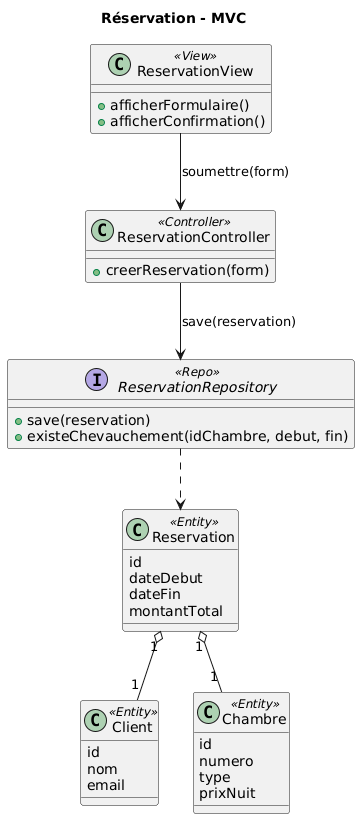 Réservation - MVC
C «View» ReservationView
afficherFormulaire()
afficherConfirmation()
soumettre(form)
C «Controller» ReservationController
creerReservation(form)
save(reservation)
I «Repo» ReservationRepository
save(reservation)
existeChevauchement(idChambre, debut, fin)
C «Entity» Reservation
id
dateDebut
dateFin
montantTotal
1 1
1 1
C «Entity» Client
id
nom
email
C «Entity» Chambre
id
numero
type
prixNuit